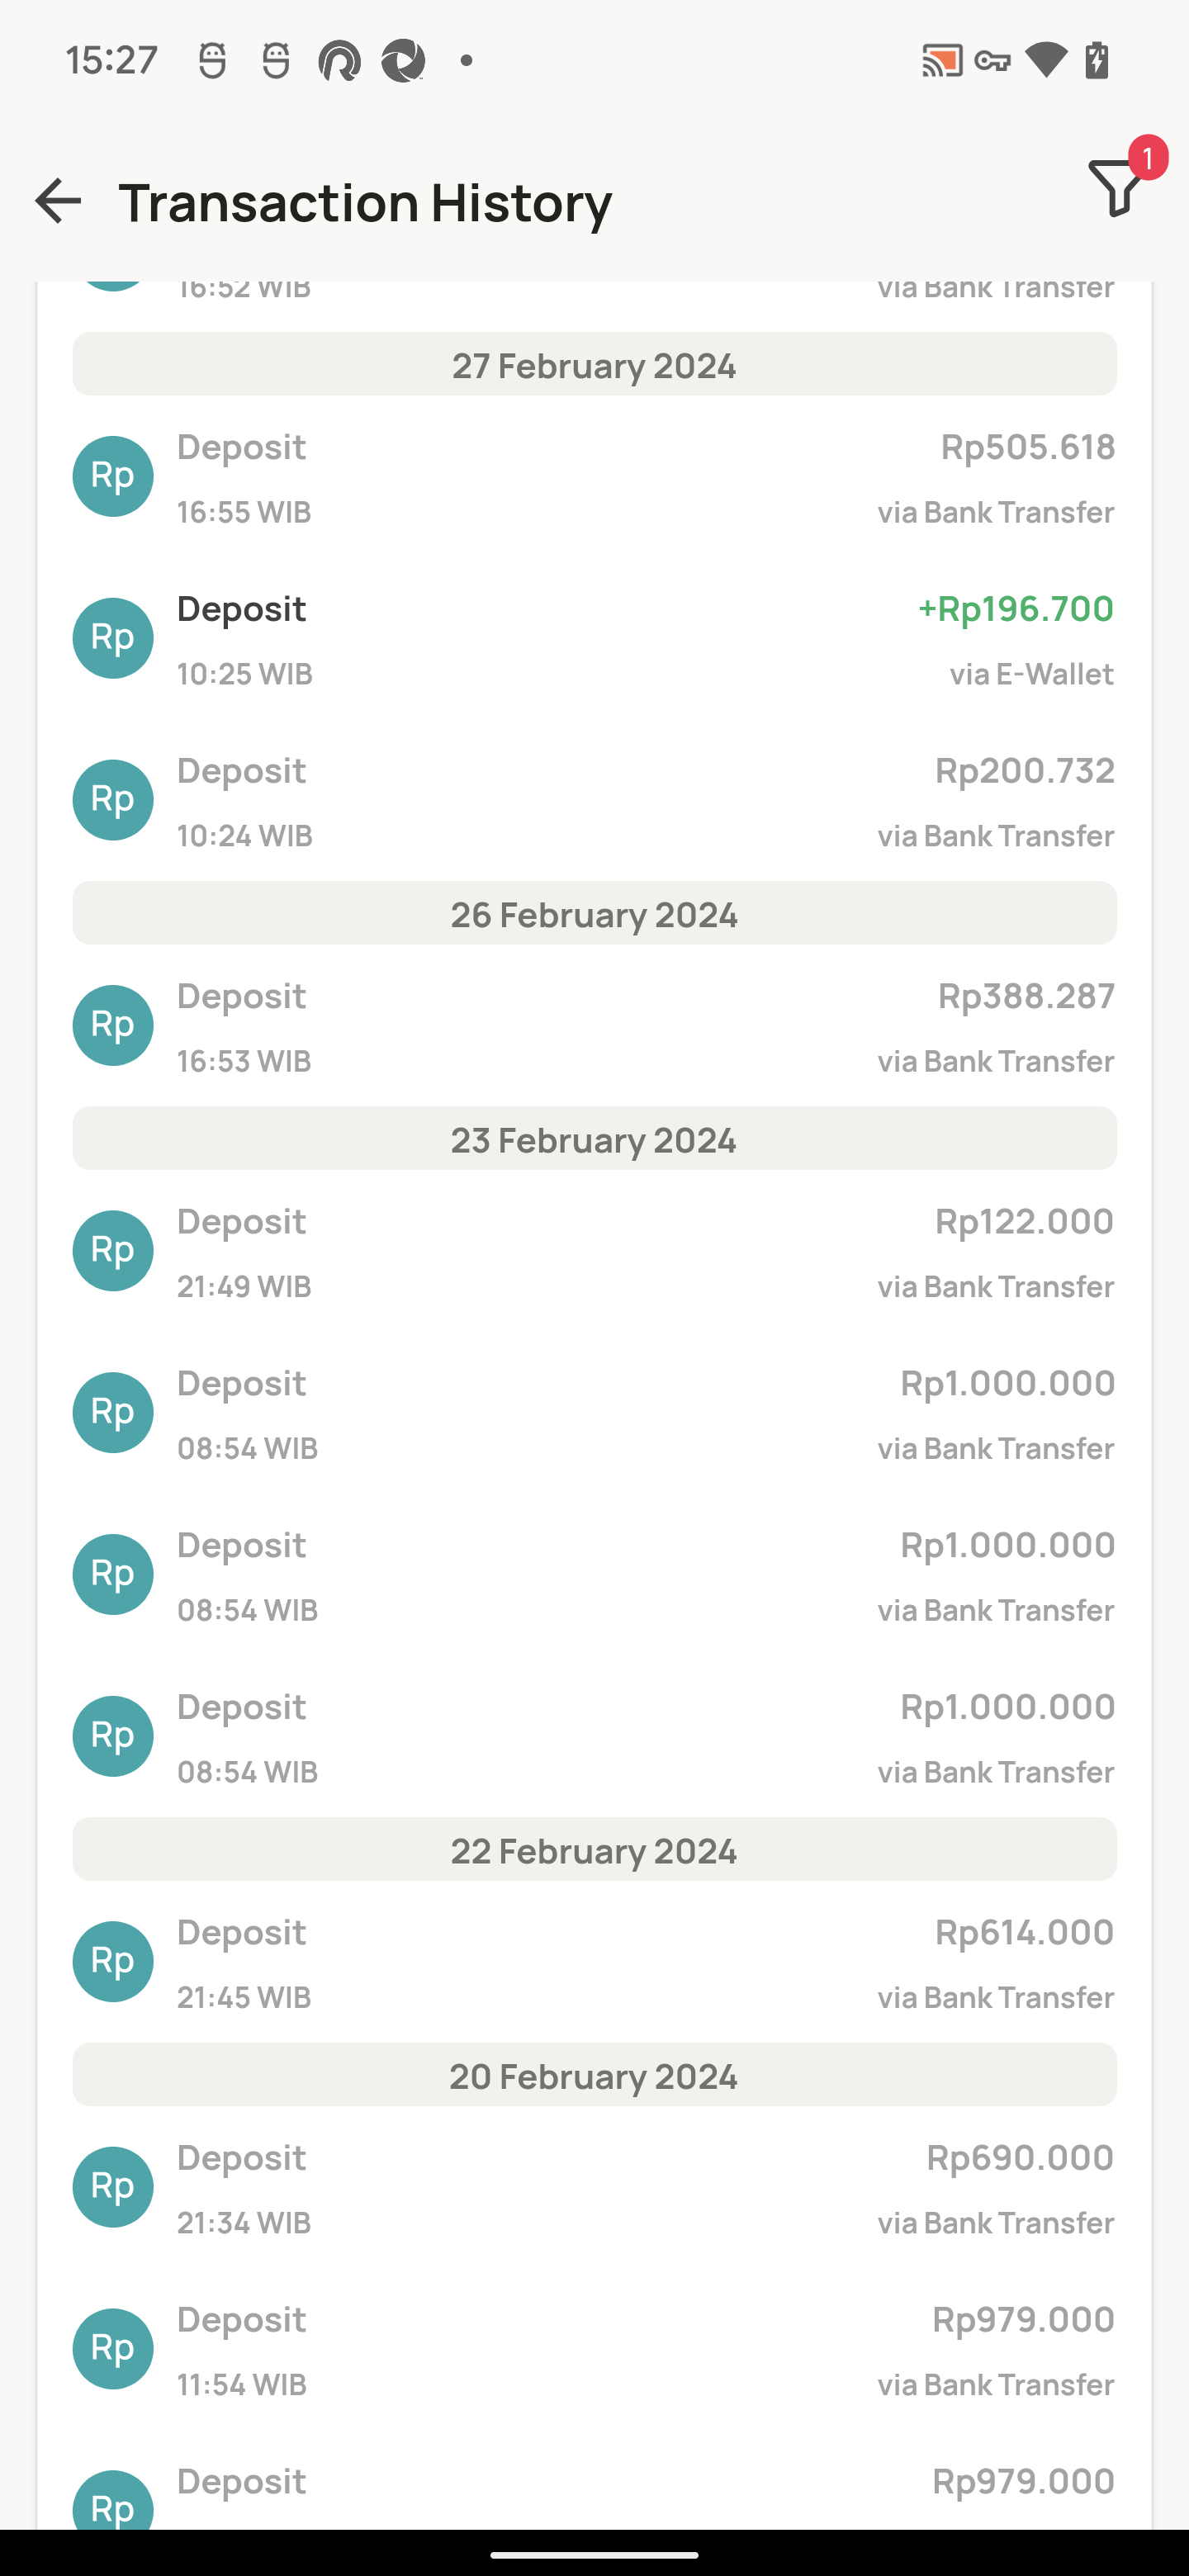 15:27
1
Transaction History
16:52 WIB via Bank Transfer
27 February 2024
Rp Deposit Rp505.618
16:55 WIB via Bank Transfer
Rp Deposit +Rp196.700
10:25 WIB via E-Wallet
Rp Deposit Rp200.732
10:24 WIB via Bank Transfer
26 February 2024
Rp Deposit Rp388.287
16:53 WIB via Bank Transfer
23 February 2024
Rp Deposit Rp122.000
21:49 WIB via Bank Transfer
Rp Deposit Rp1.000.000
08:54 WIB via Bank Transfer
Rp Deposit Rp1.000.000
08:54 WIB via Bank Transfer
Rp Deposit Rp1.000.000
08:54 WIB via Bank Transfer
22 February 2024
Rp Deposit Rp614.000
21:45 WIB via Bank Transfer
20 February 2024
Rp Deposit Rp690.000
21:34 WIB via Bank Transfer
Rp Deposit Rp979.000
11:54 WIB via Bank Transfer
Rp Deposit Rp979.000